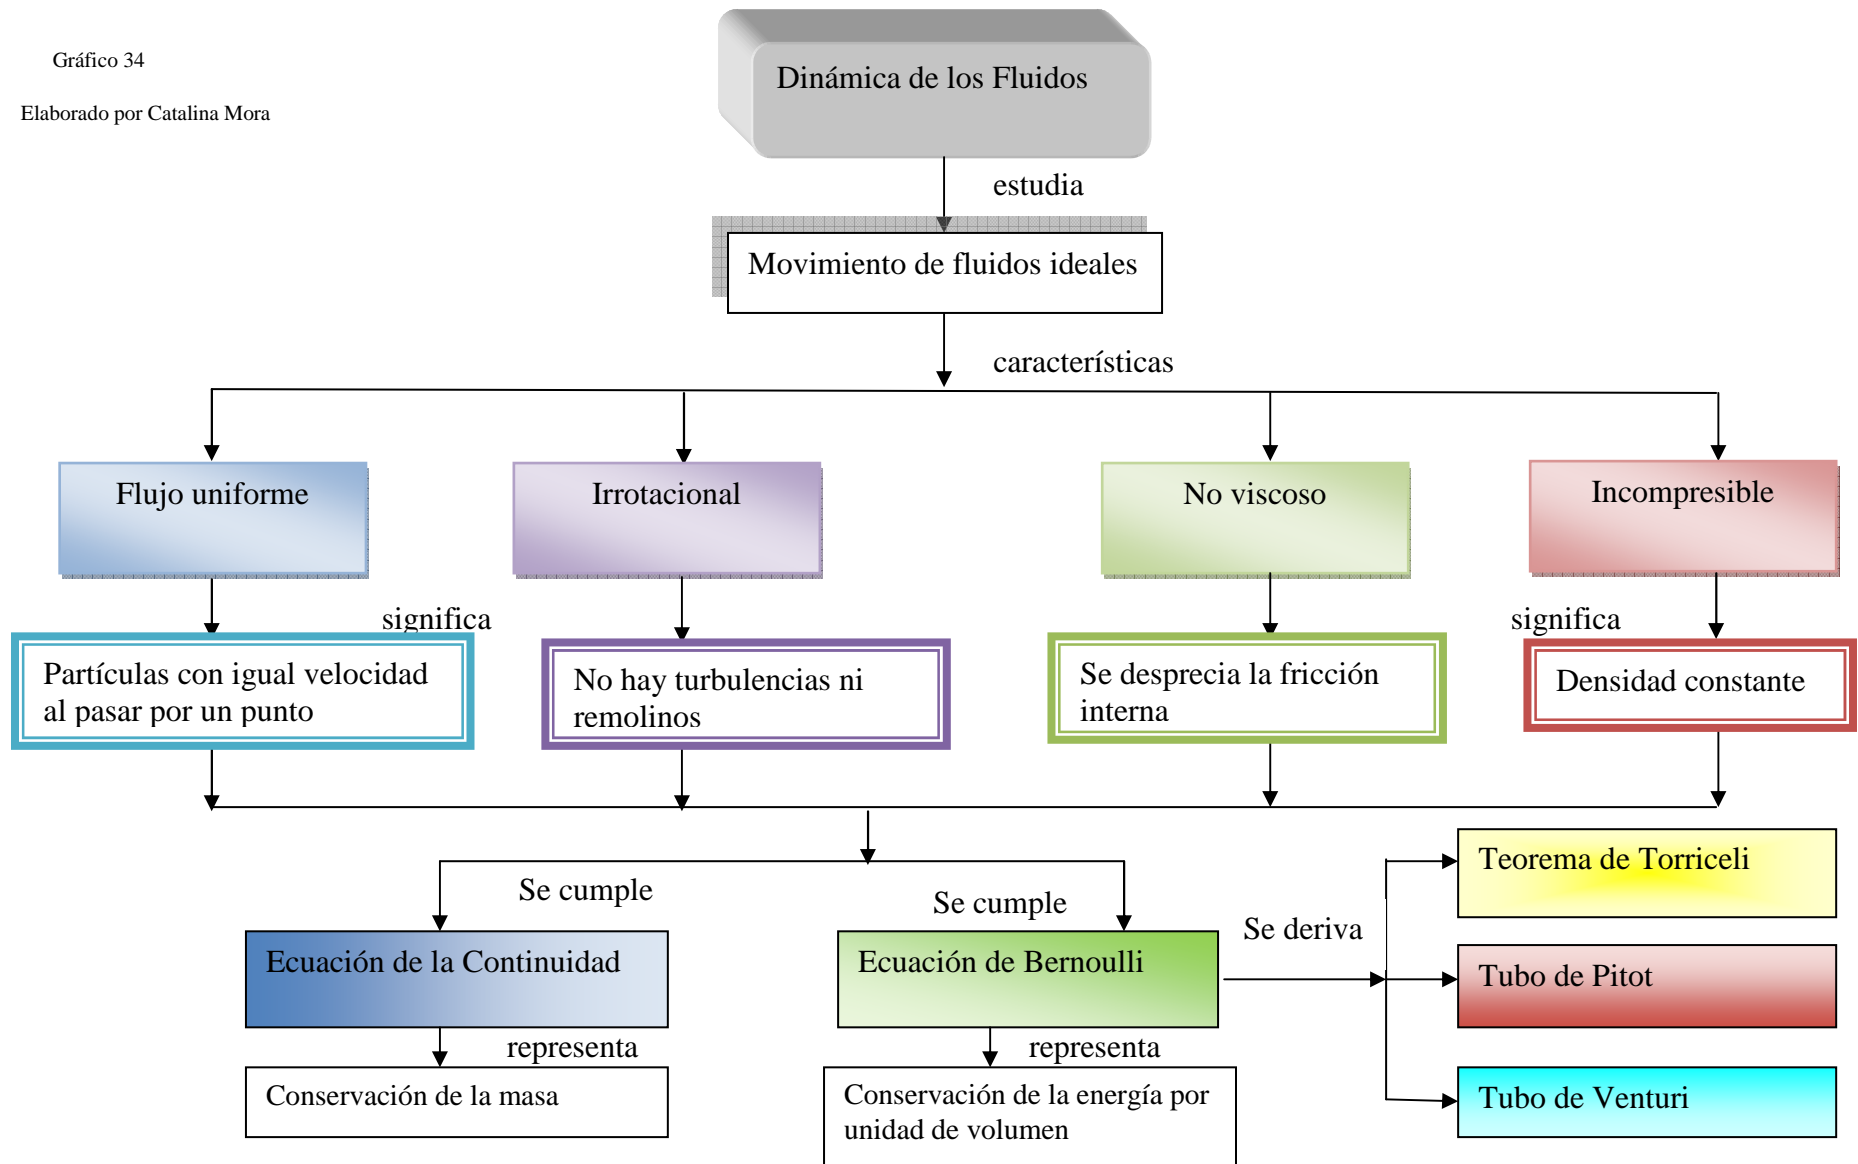 Gráfico 34
Elaborado por Catalina Mora
Dinámica de los Fluidos
estudia
Movimiento de fluidos ideales
características
Flujo uniforme
Irrotacional
No viscoso
Incompresible
significa
significa
Partículas con igual velocidad
al pasar por un punto
No hay turbulencias ni
remolinos
Se desprecia la fricción
interna
Densidad constante
Se cumple
Se cumple
Se deriva
Teorema de Torriceli
Ecuación de la Continuidad
Ecuación de Bernoulli
Tubo de Pitot
representa
representa
Conservación de la masa
Conservación de la energía por
unidad de volumen
Tubo de Venturi